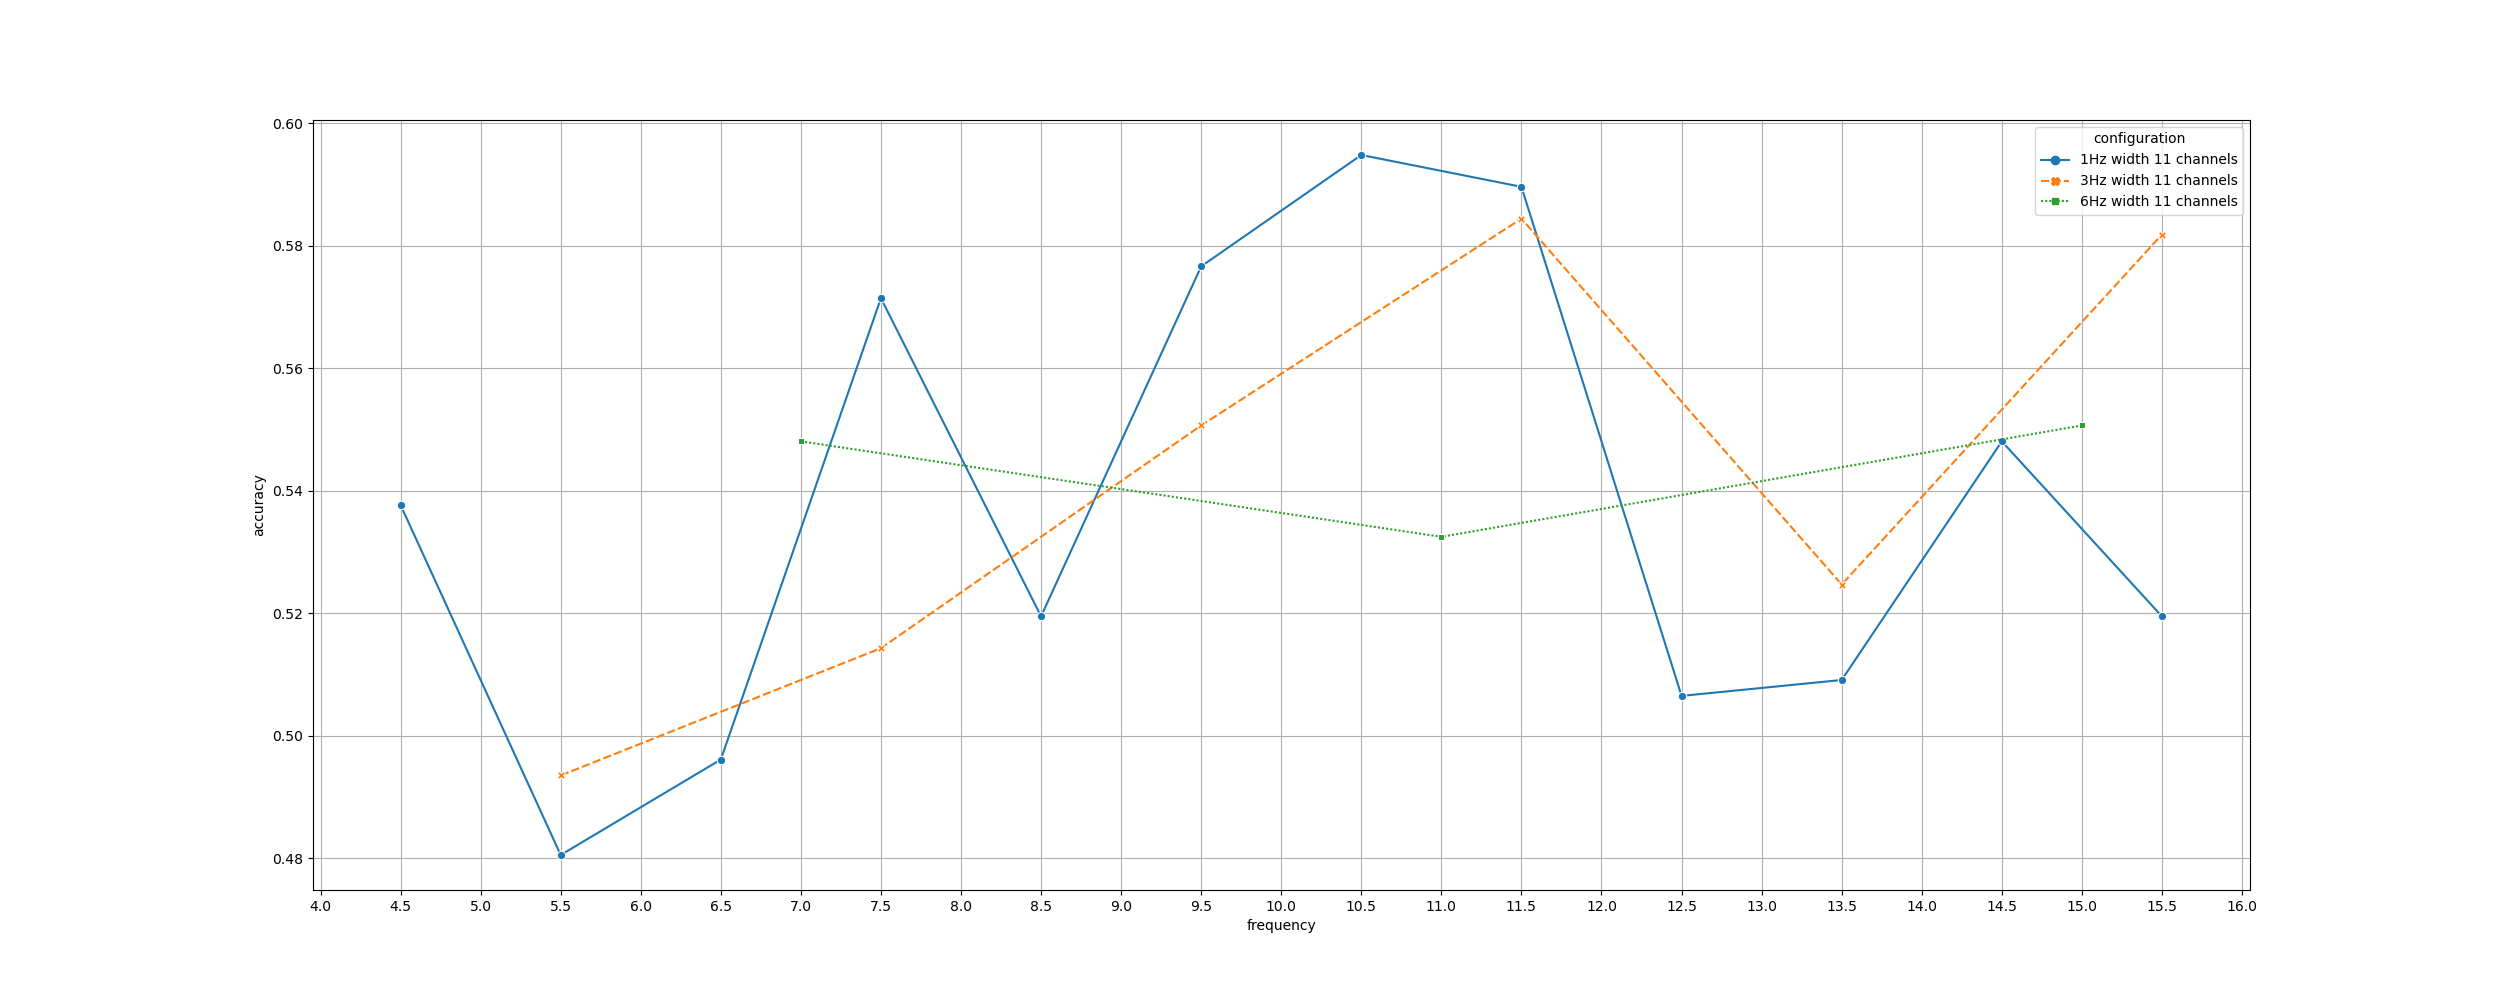 configuration
1Hz width 11 channels
3Hz width 11 channels
6Hz width 11 channels
0.60
0.58
0.56
0.54
0.52
0.50
0.48
accuracy
4.0 4.5 5.0 5.5 6.0 6.5 7.0 7.5 8.0 8.5 9.0 9.5 10.0 10.5 11.0 11.5 12.0 12.5 13.0 13.5 14.0 14.5 15.0 15.5 16.0
frequency